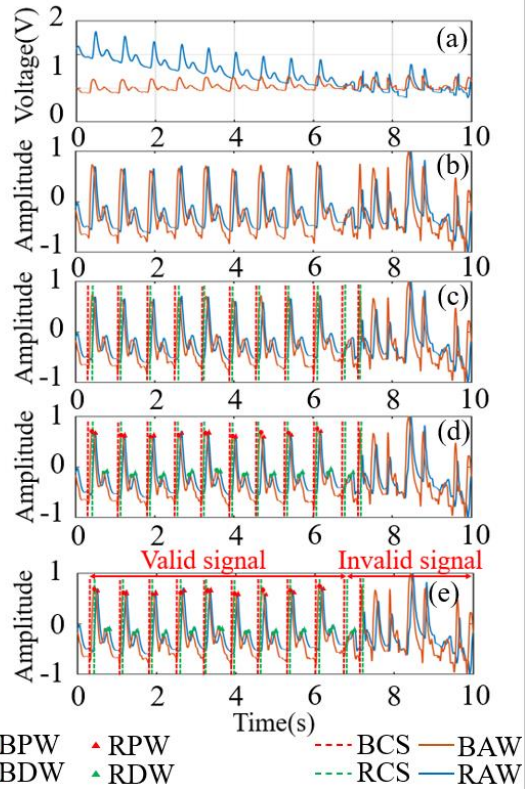 2
1
0
Voltage(V)
(a)
0 2 4 6 8 10
1
0
-1
Amplitude
(b)
0 2 4 6 8 10
1
0
-1
Amplitude
(c)
0 2 4 6 8 10
1
0
-1
Amplitude
(d)
0 2 4 6 8 10
Valid signal Invalid signal
1
0
-1
Amplitude
(e)
0 2 4 6 8 10
Time(s)
BPW RPW BCS BAW
BDW RDW RCS RAW